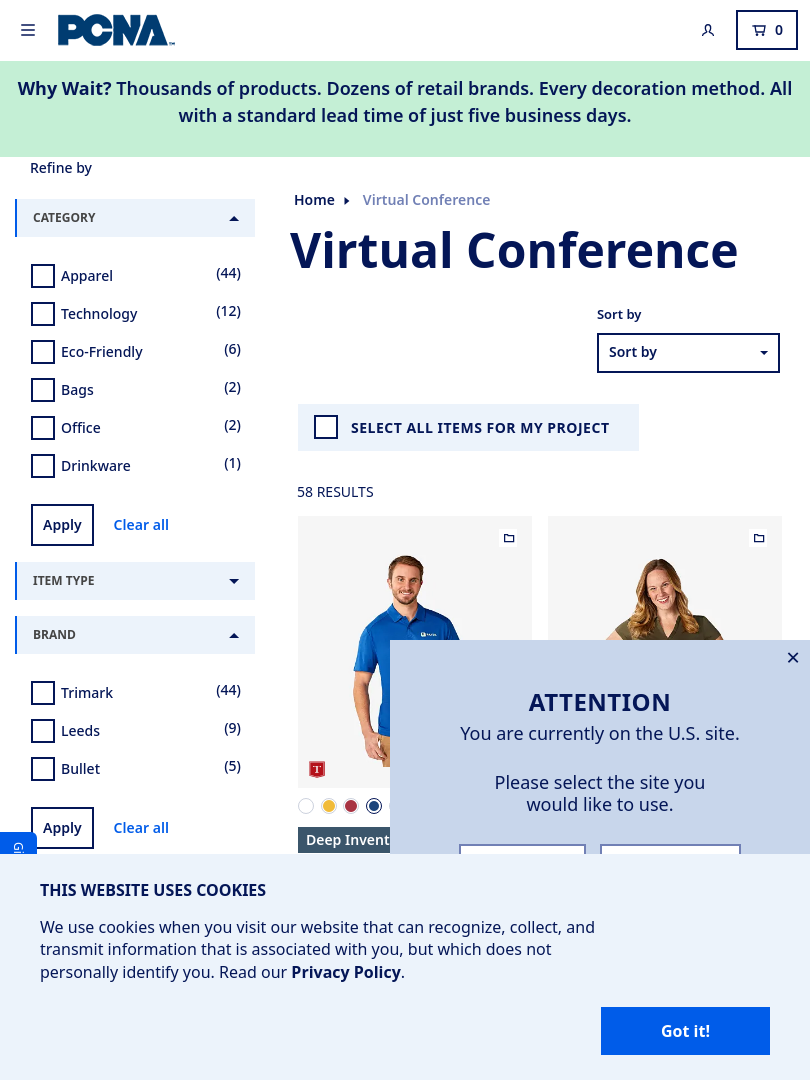 PCNA
0
Why Wait? Thousands of products. Dozens of retail brands. Every decoration method. All
with a standard lead time of just five business days.
Refine by
Home
Virtual Conference
CATEGORY
Virtual Conference
Apparel (44)
Technology (12)
Eco-Friendly (6)
Bags (2)
Office (2)
Drinkware (1)
Apply Clear all
Sort by
Sort by
SELECT ALL ITEMS FOR MY PROJECT
58 RESULTS
ITEM TYPE
BRAND
Trimark (44)
Leeds (9)
Bullet (5)
Apply Clear all
T
Deep Invent
ATTENTION
You are currently on the U.S. site.
Please select the site you
would like to use.
THIS WEBSITE USES COOKIES
We use cookies when you visit our website that can recognize, collect, and
transmit information that is associated with you, but which does not
personally identify you. Read our Privacy Policy.
Got it!